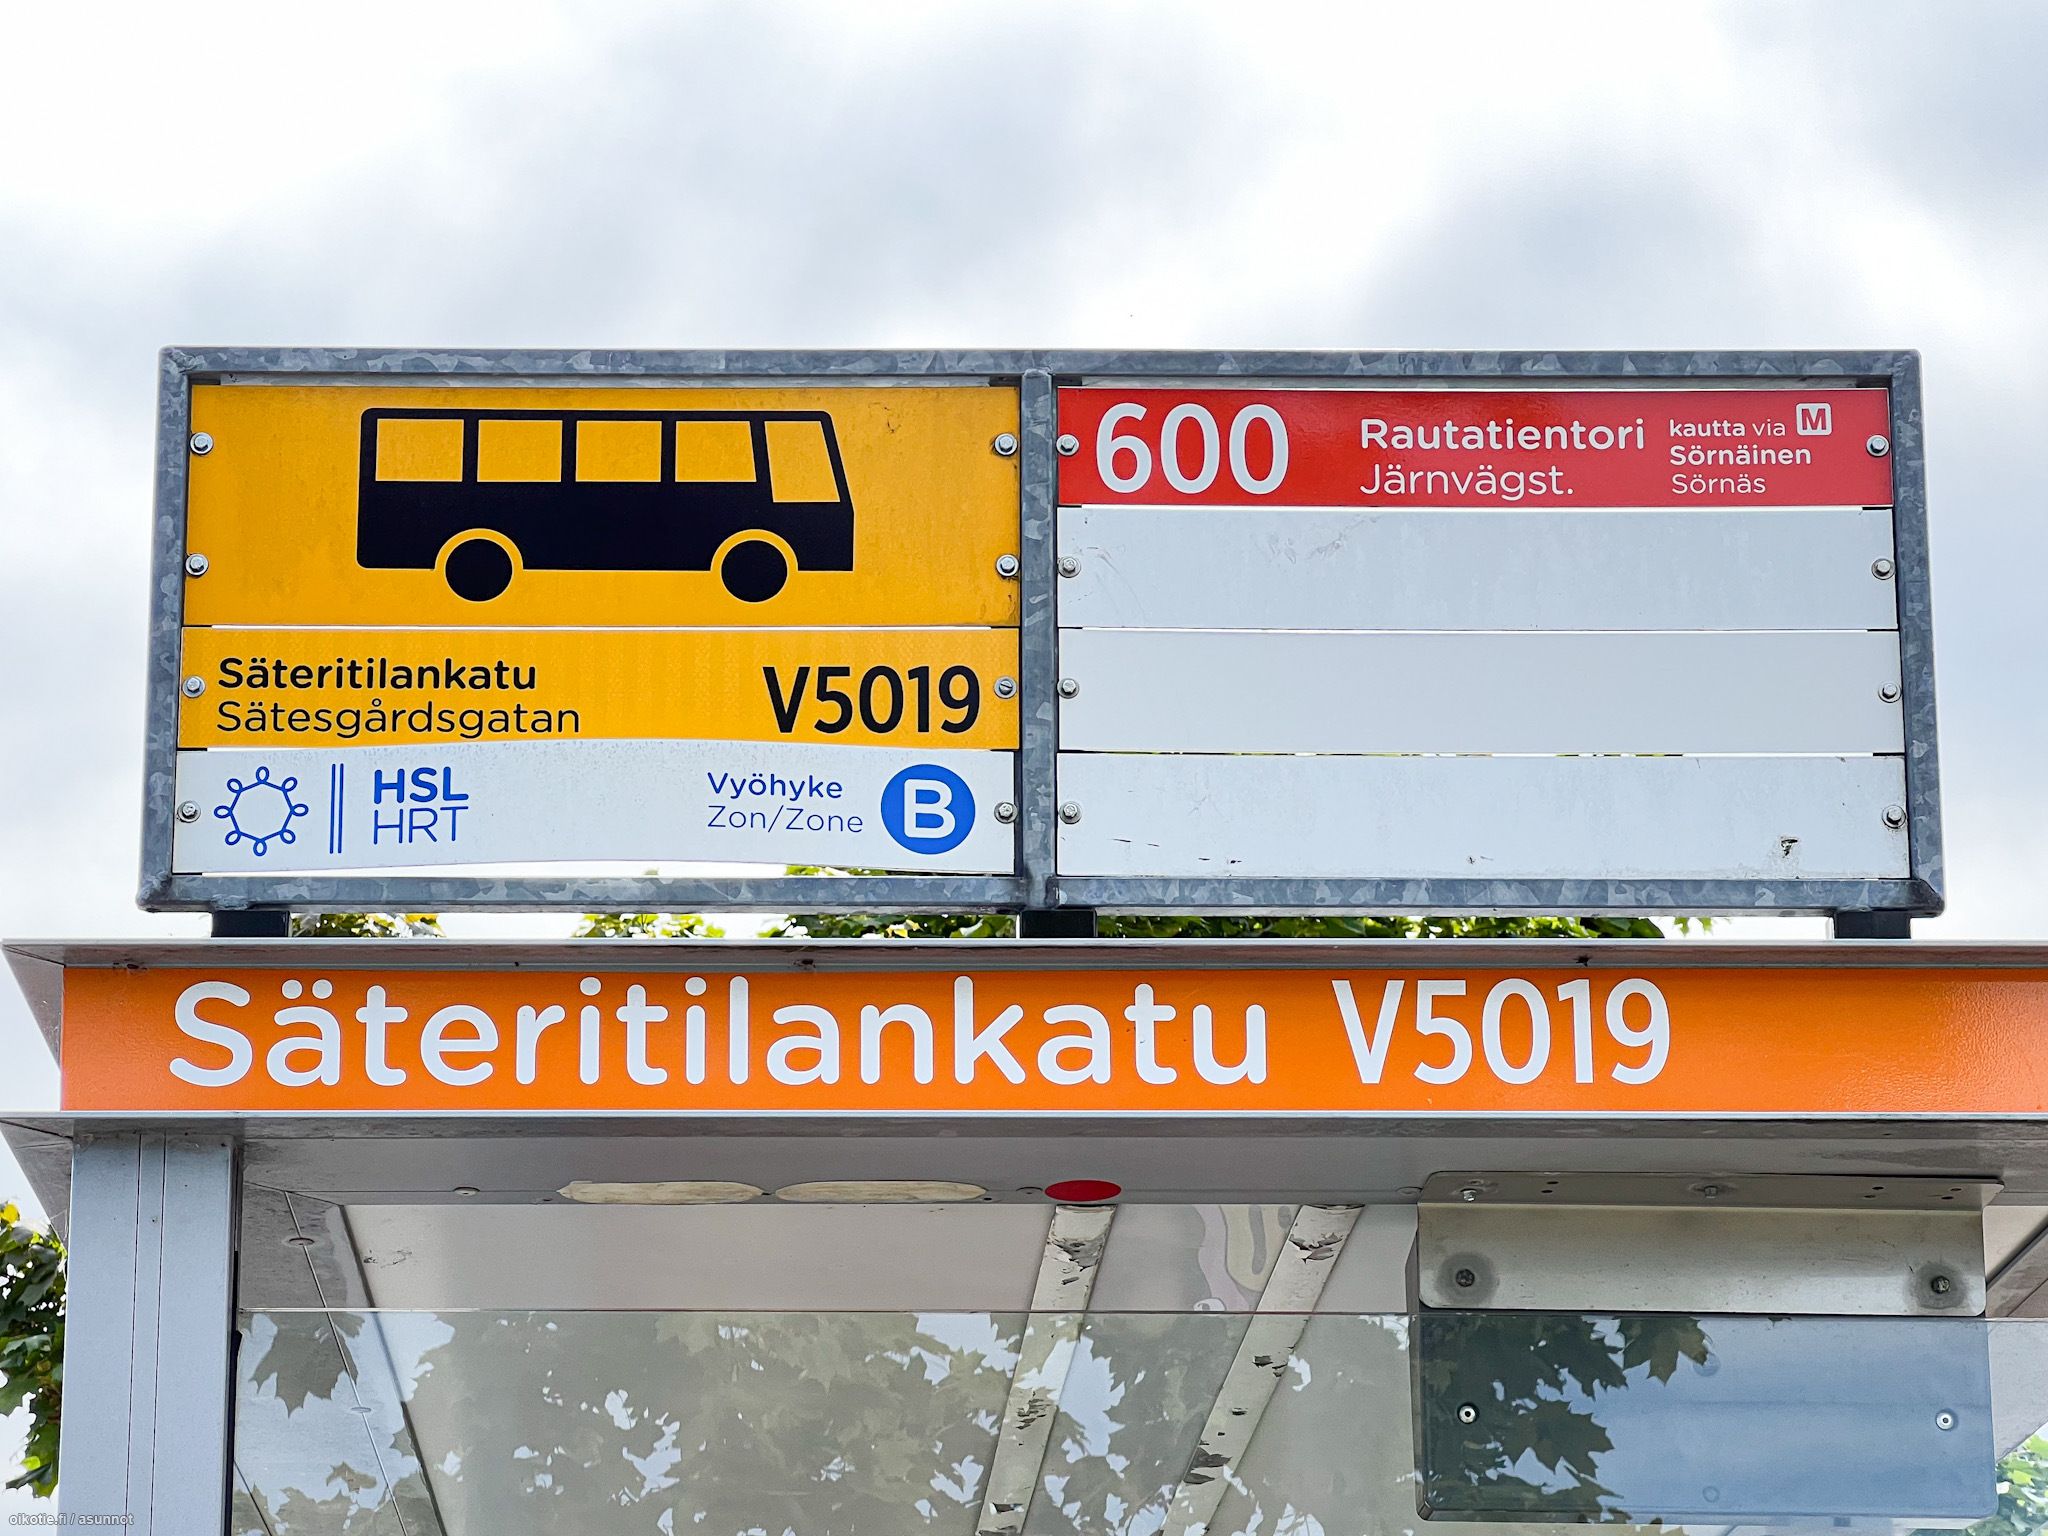 600
Rautatientori
Järnvägst.
kautta via M
Sörnäinen
Sörnäs
Säteritilankatu
Sätesgårdsgatan
V5019
HSL
HRT
Vyöhyke
Zon/Zone
B
Säteritilankatu V5019
oikotie.fi / asunnot